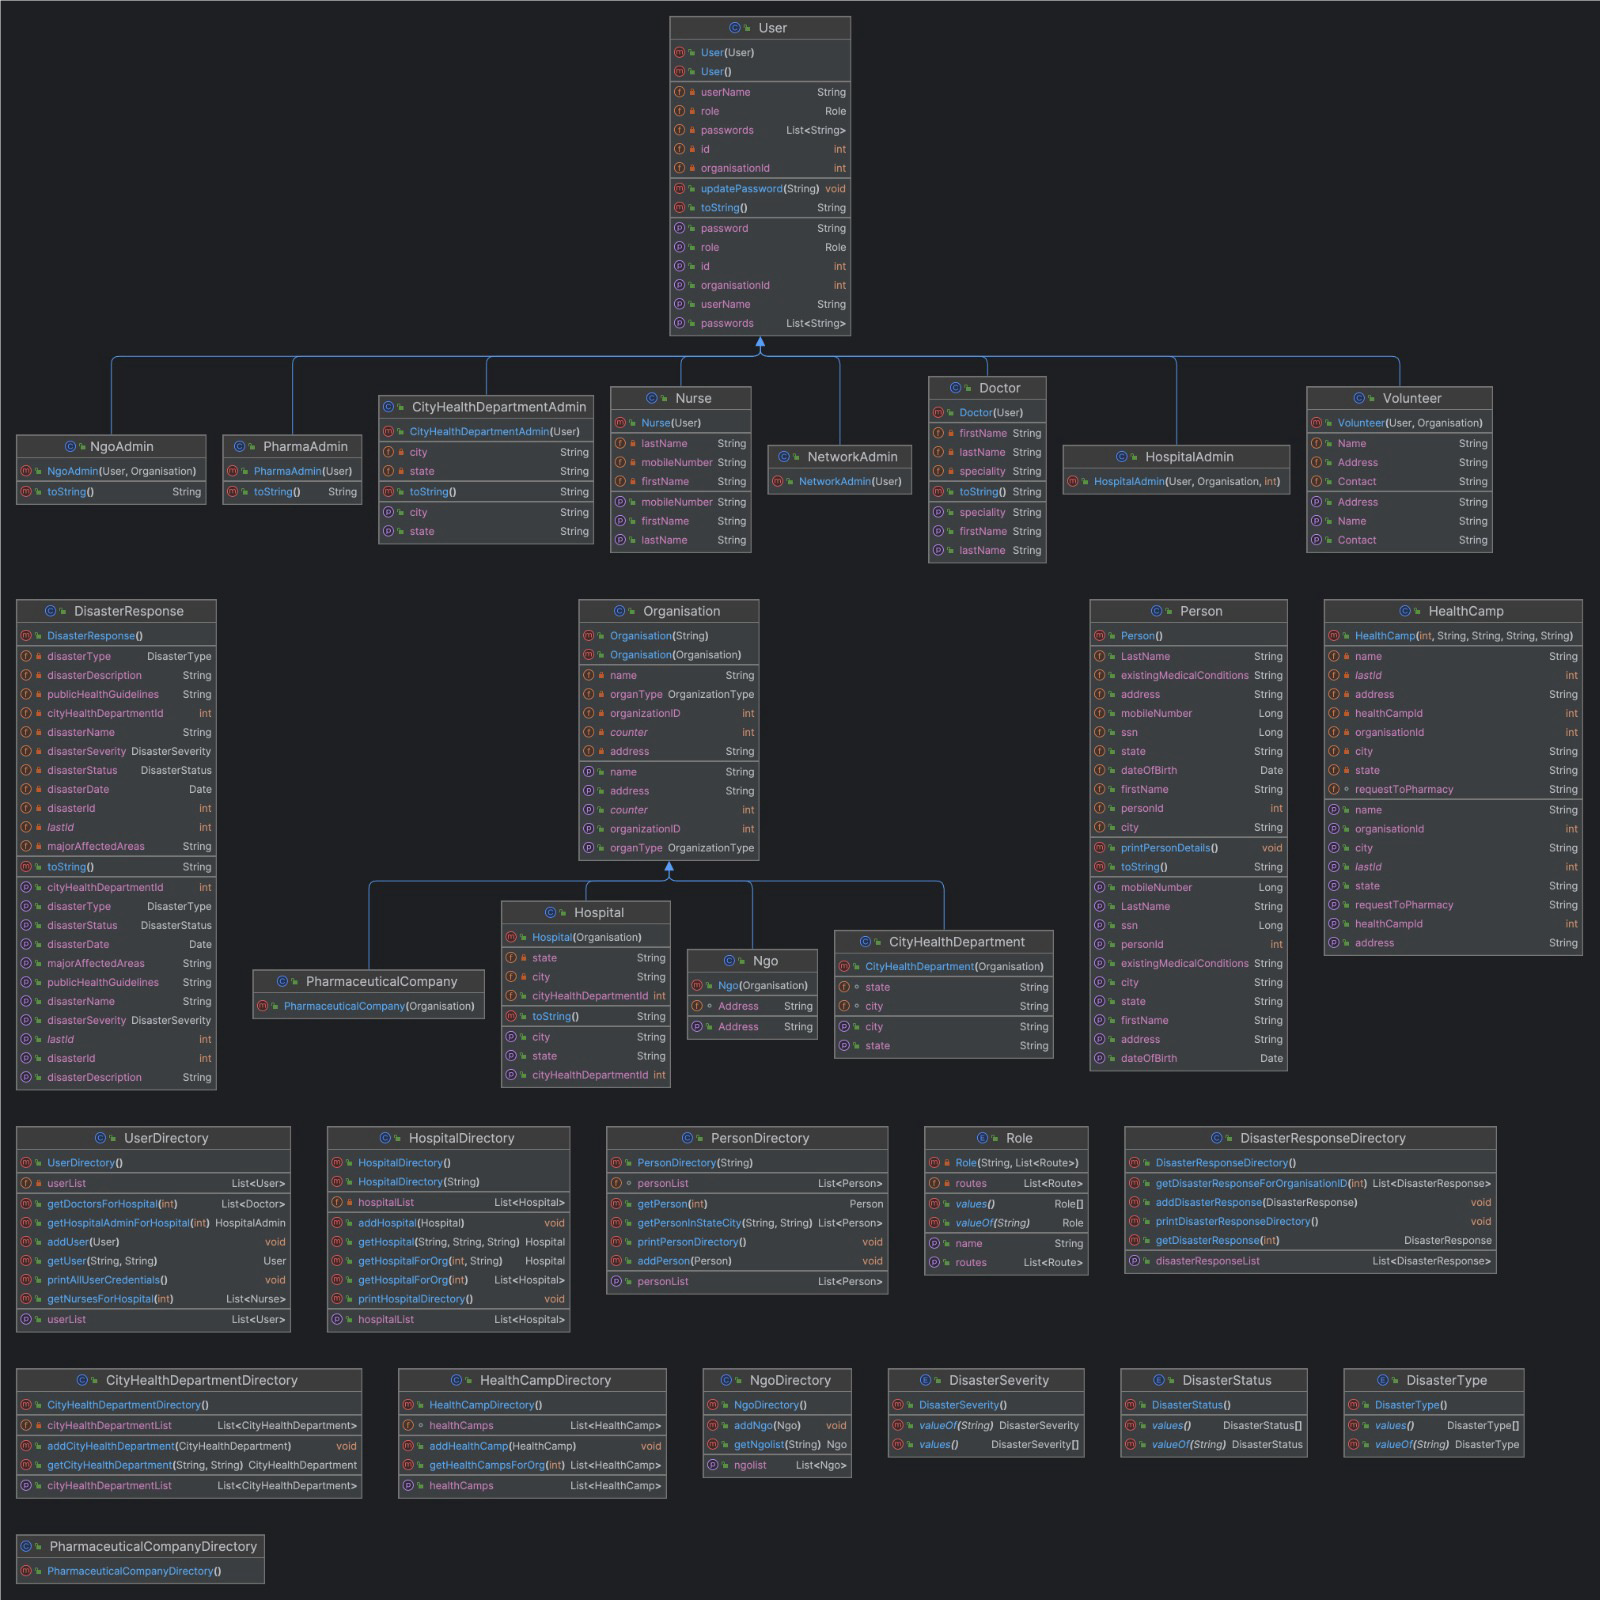 User
User(User)
User()
userName String
role Role
passwords List<String>
id int
organisationId int
updatePassword(String) void
toString() String
password String
role Role
id int
organisationId int
userName String
passwords List<String>
NgoAdmin
NgoAdmin(User, Organisation)
toString() String
PharmaAdmin
PharmaAdmin(User)
toString() String
CityHealthDepartmentAdmin
CityHealthDepartmentAdmin(User)
city String
state String
toString() String
city String
state String
Nurse
Nurse(User)
lastName String
mobileNumber String
firstName String
mobileNumber String
firstName String
lastName String
NetworkAdmin
NetworkAdmin(User)
Doctor
Doctor(User)
firstName String
lastName String
speciality String
toString() String
speciality String
firstName String
lastName String
HospitalAdmin
HospitalAdmin(User, Organisation, int)
Volunteer
Volunteer(User, Organisation)
Name String
Address String
Contact String
Address String
Name String
Contact String
DisasterResponse
DisasterResponse()
disasterType DisasterType
disasterDescription String
publicHealthGuidelines String
cityHealthDepartmentId int
disasterName String
disasterSeverity DisasterSeverity
disasterStatus DisasterStatus
disasterDate Date
disasterId int
lastId int
majorAffectedAreas String
toString() String
cityHealthDepartmentId int
disasterType DisasterType
disasterStatus DisasterStatus
disasterDate Date
majorAffectedAreas String
publicHealthGuidelines String
disasterName String
disasterSeverity DisasterSeverity
lastId int
disasterId int
disasterDescription String
Organisation
Organisation(String)
Organisation(Organisation)
name String
organType OrganizationType
organizationID int
counter int
address String
name String
address String
counter int
organizationID int
organType OrganizationType
PharmaceuticalCompany
PharmaceuticalCompany(Organisation)
Hospital
Hospital(Organisation)
state String
city String
cityHealthDepartmentId int
toString() String
city String
state String
cityHealthDepartmentId int
Ngo
Ngo(Organisation)
Address String
Address String
CityHealthDepartment
CityHealthDepartment(Organisation)
state String
city String
city String
state String
Person
Person()
LastName String
existingMedicalConditions String
address String
mobileNumber Long
ssn Long
state String
dateOfBirth Date
firstName String
personId int
city String
printPersonDetails() void
toString() String
mobileNumber Long
LastName String
ssn Long
personId int
existingMedicalConditions String
city String
state String
firstName String
address String
dateOfBirth Date
HealthCamp
HealthCamp(int, String, String, String, String)
name String
lastId int
address String
healthCampId int
organisationId int
city String
state String
requestToPharmacy String
name String
organisationId int
city String
lastId int
state String
requestToPharmacy String
healthCampId int
address String
UserDirectory
UserDirectory()
userList List<User>
getDoctorsForHospital(int) List<Doctor>
getHospitalAdminForHospital(int) HospitalAdmin
addUser(User) void
getUser(String, String) User
printAllUserCredentials() void
getNursesForHospital(int) List<Nurse>
userList List<User>
HospitalDirectory
HospitalDirectory()
HospitalDirectory(String)
hospitalList List<Hospital>
addHospital(Hospital) void
getHospital(String, String, String) Hospital
getHospitalForOrg(int, String) Hospital
getHospitalForOrg(int) List<Hospital>
printHospitalDirectory() void
hospitalList List<Hospital>
PersonDirectory
PersonDirectory(String)
personList List<Person>
getPerson(int) Person
getPersonInStateCity(String, String) List<Person>
printPersonDirectory() void
addPerson(Person) void
personList List<Person>
Role
Role(String, List<Route>)
routes List<Route>
values() Role[]
valueOf(String) Role
name String
routes List<Route>
DisasterResponseDirectory
DisasterResponseDirectory()
getDisasterResponseForOrganisationID(int) List<DisasterResponse>
addDisasterResponse(DisasterResponse) void
printDisasterResponseDirectory() void
getDisasterResponse(int) DisasterResponse
disasterResponseList List<DisasterResponse>
CityHealthDepartmentDirectory
CityHealthDepartmentDirectory()
cityHealthDepartmentList List<CityHealthDepartment>
addCityHealthDepartment(CityHealthDepartment) void
getCityHealthDepartment(String, String) CityHealthDepartment
cityHealthDepartmentList List<CityHealthDepartment>
HealthCampDirectory
HealthCampDirectory()
healthCamps List<HealthCamp>
addHealthCamp(HealthCamp) void
getHealthCampsForOrg(int) List<HealthCamp>
healthCamps List<HealthCamp>
NgoDirectory
NgoDirectory()
addNgo(Ngo) void
getNgolist(String) Ngo
ngolist List<Ngo>
DisasterSeverity
DisasterSeverity()
valueOf(String) DisasterSeverity
values() DisasterSeverity[]
DisasterStatus
DisasterStatus()
values() DisasterStatus[]
valueOf(String) DisasterStatus
DisasterType
DisasterType()
values() DisasterType[]
valueOf(String) DisasterType
PharmaceuticalCompanyDirectory
PharmaceuticalCompanyDirectory()